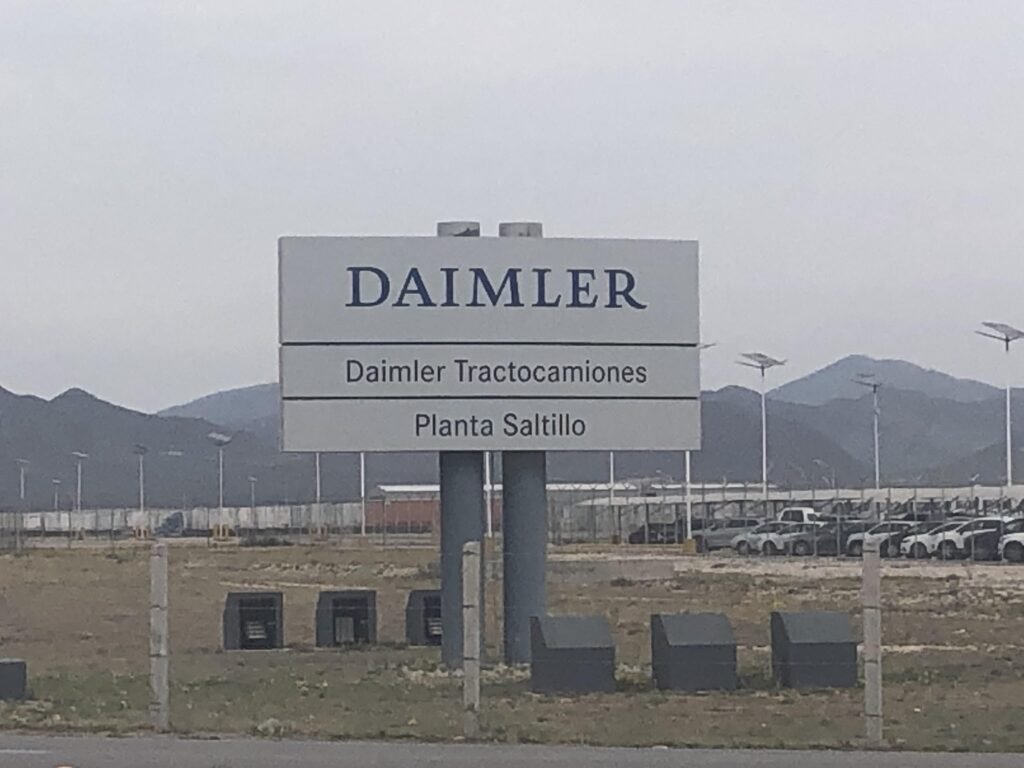 DAIMLER
Daimler Tractocamiones
Planta Saltillo